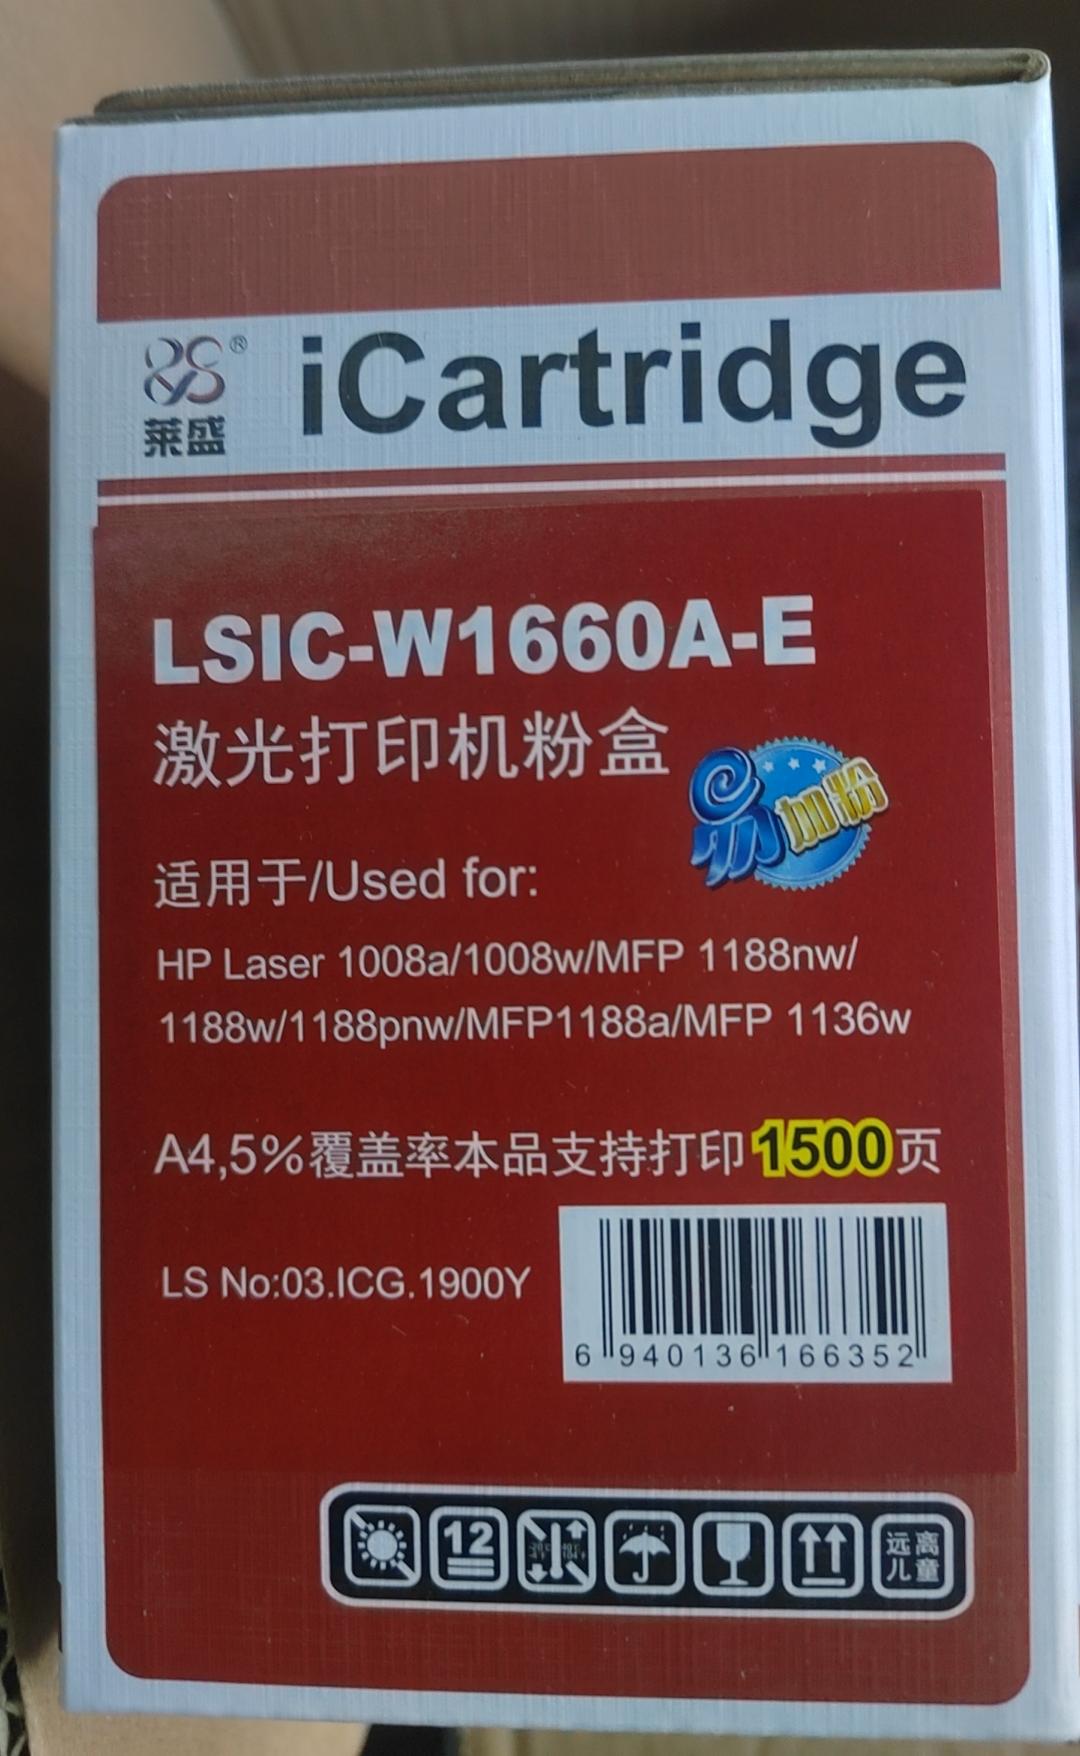 ®
莱盛
iCartridge
LSIC-W1660A-E
激光打印机粉盒
易加粉
适用于/Used for:
HP Laser 1008a/1008w/MFP 1188nw/
1188w/1188pnw/MFP1188a/MFP 1136w
A4,5%覆盖率本品支持打印1500页
LS No:03.ICG.1900Y
6 940136 166352
12
远离
儿童